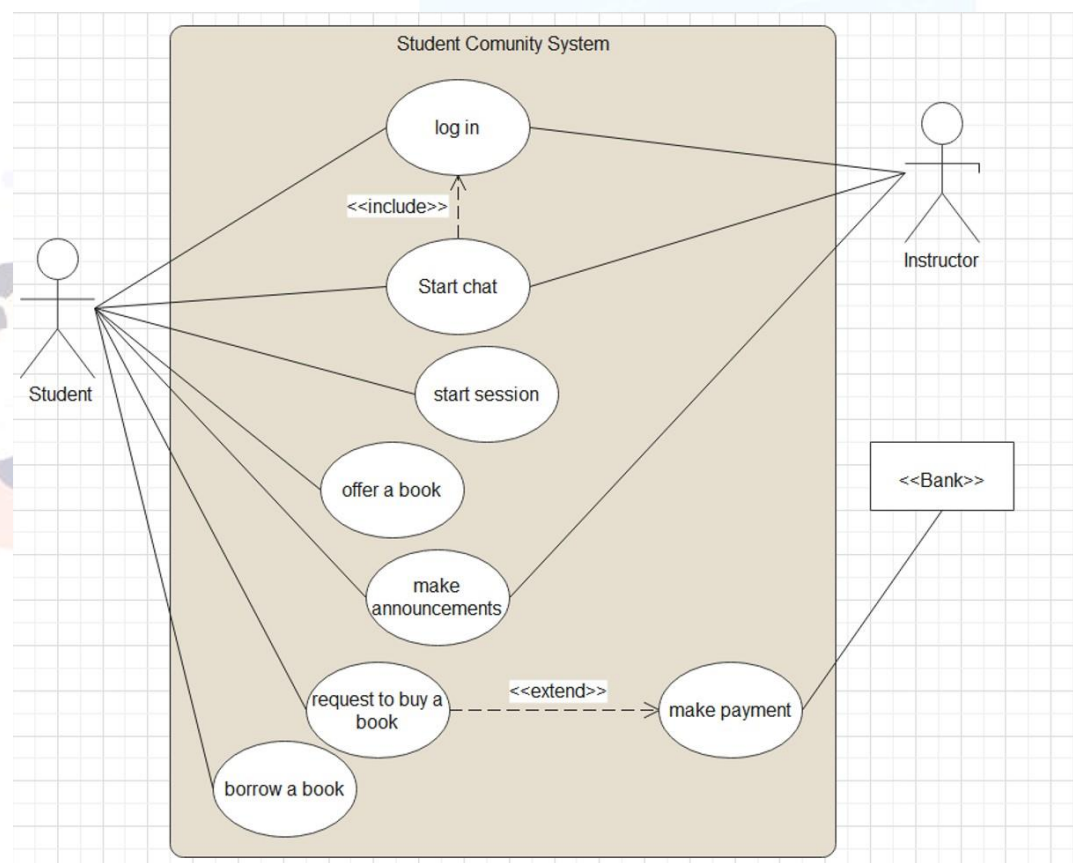 Student Comunity System
log in
<<include>>
Start chat
Instructor
Student
start session
<<Bank>>
offer a book
make
announcements
<<extend>>
request to buy a
book
make payment
borrow a book